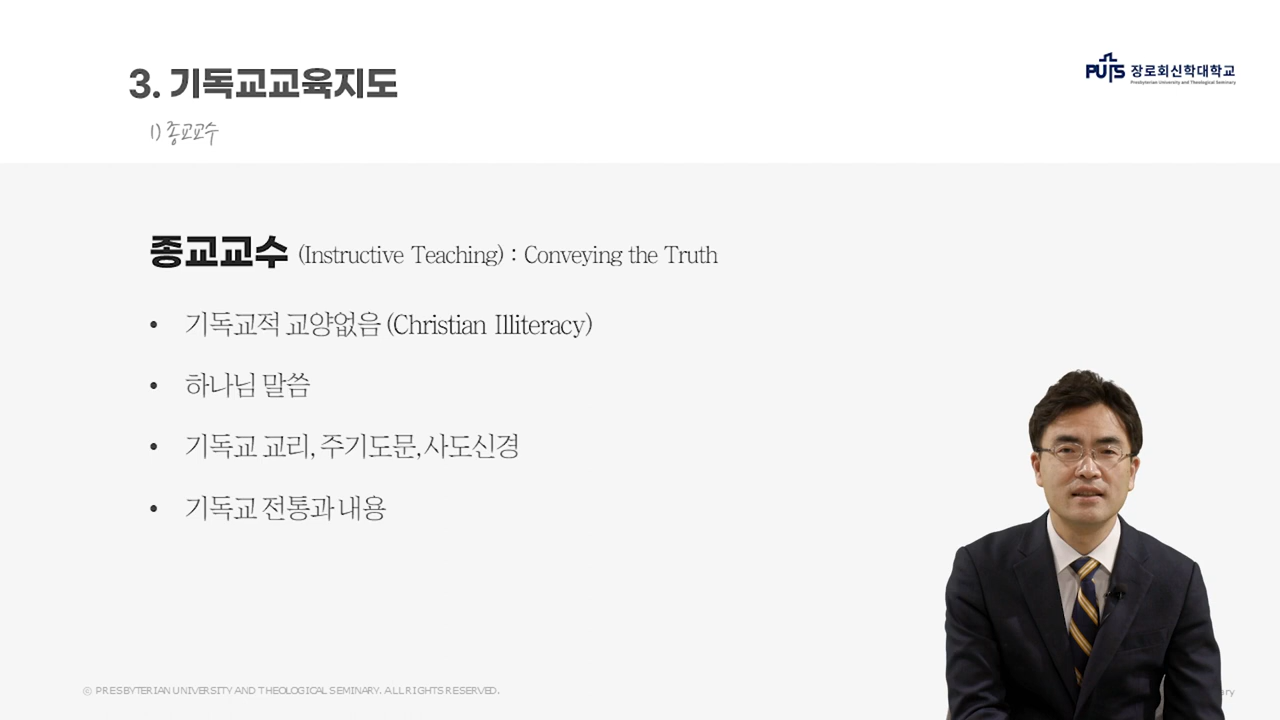 3. 기독교교육지도
1) 종교교수
PUTS 장로회신학대학교
Presbyterian University and Theological Seminary
종교교수 (Instructive Teaching) : Conveying the Truth
• 기독교적 교양없음 (Christian Illiteracy)
• 하나님 말씀
• 기독교 교리, 주기도문, 사도신경
• 기독교 전통과 내용
ⓒ PRESBYTERIAN UNIVERSITY AND THEOLOGICAL SEMINARY. ALL RIGHTS RESERVED.